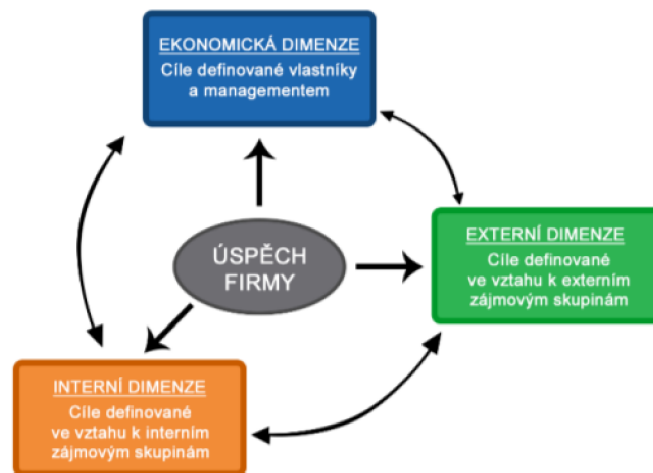 EKONOMICKÁ DIMENZE
Cíle definované vlastníky
a managementem
ÚSPĚCH
FIRMY
EXTERNÍ DIMENZE
Cíle definované
ve vztahu k externím
zájmovým skupinám
INTERNÍ DIMENZE
Cíle definované
ve vztahu k interním
zájmovým skupinám